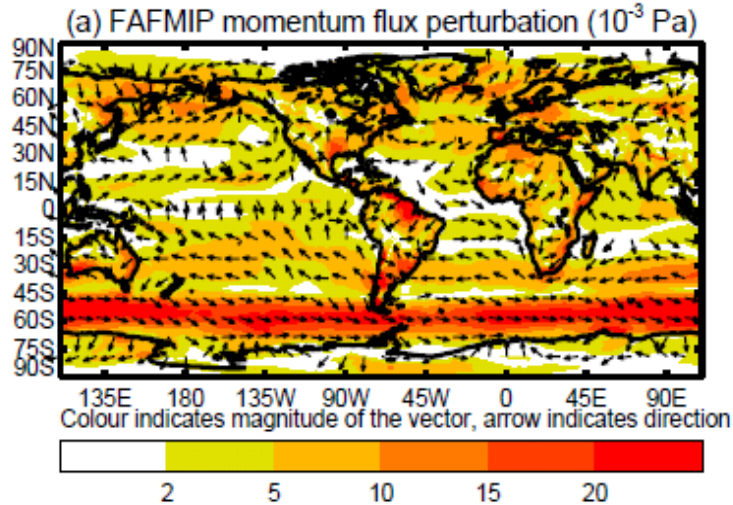 (a) FAFMIP momentum flux perturbation (10⁻³ Pa)
90N
75N
60N
45N
30N
15N
0
15S
30S
45S
60S
75S
90S
135E 180 135W 90W 45W 0 45E 90E
Colour indicates magnitude of the vector, arrow indicates direction
2 5 10 15 20